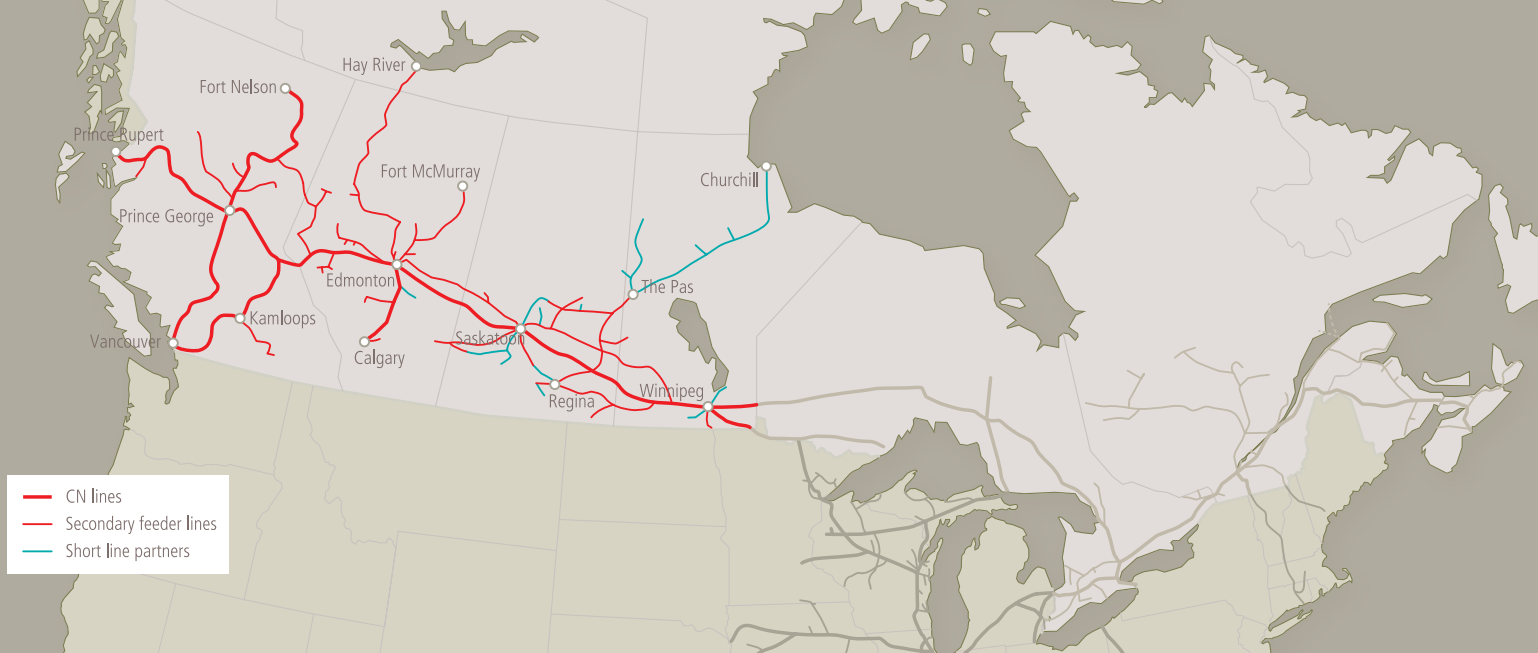 Hay River
Fort Nelson
Prince Rupert
Fort McMurray
Churchill
Prince George
Edmonton
The Pas
Kamloops
Saskatoon
Vancouver
Calgary
Winnipeg
Regina
CN lines
Secondary feeder lines
Short line partners